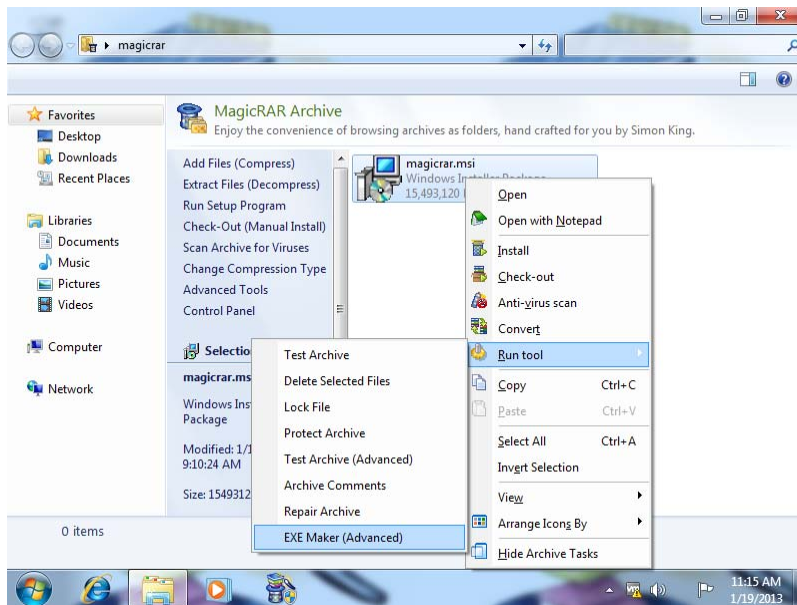 magicrar
Favorites
Desktop
Downloads
Recent Places
Libraries
Documents
Music
Pictures
Videos
Computer
Network
MagicRAR Archive
Enjoy the convenience of browsing archives as folders, hand crafted for you by Simon King.
Add Files (Compress)
Extract Files (Decompress)
Run Setup Program
Check-Out (Manual Install)
Scan Archive for Viruses
Change Compression Type
Advanced Tools
Control Panel
Selectio
magicrar.ms
Windows Ins
Package
Modified: 1/1
9:10:24 AM
Size: 1549312
magicrar.msi
Windows Installer Package
15,493,120
Open
Open with Notepad
Install
Check-out
Anti-virus scan
Convert
Run tool
Copy Ctrl+C
Paste Ctrl+V
Select All Ctrl+A
Invert Selection
View
Arrange Icons By
Hide Archive Tasks
Test Archive
Delete Selected Files
Lock File
Protect Archive
Test Archive (Advanced)
Archive Comments
Repair Archive
EXE Maker (Advanced)
0 items
11:15 AM
1/19/2013